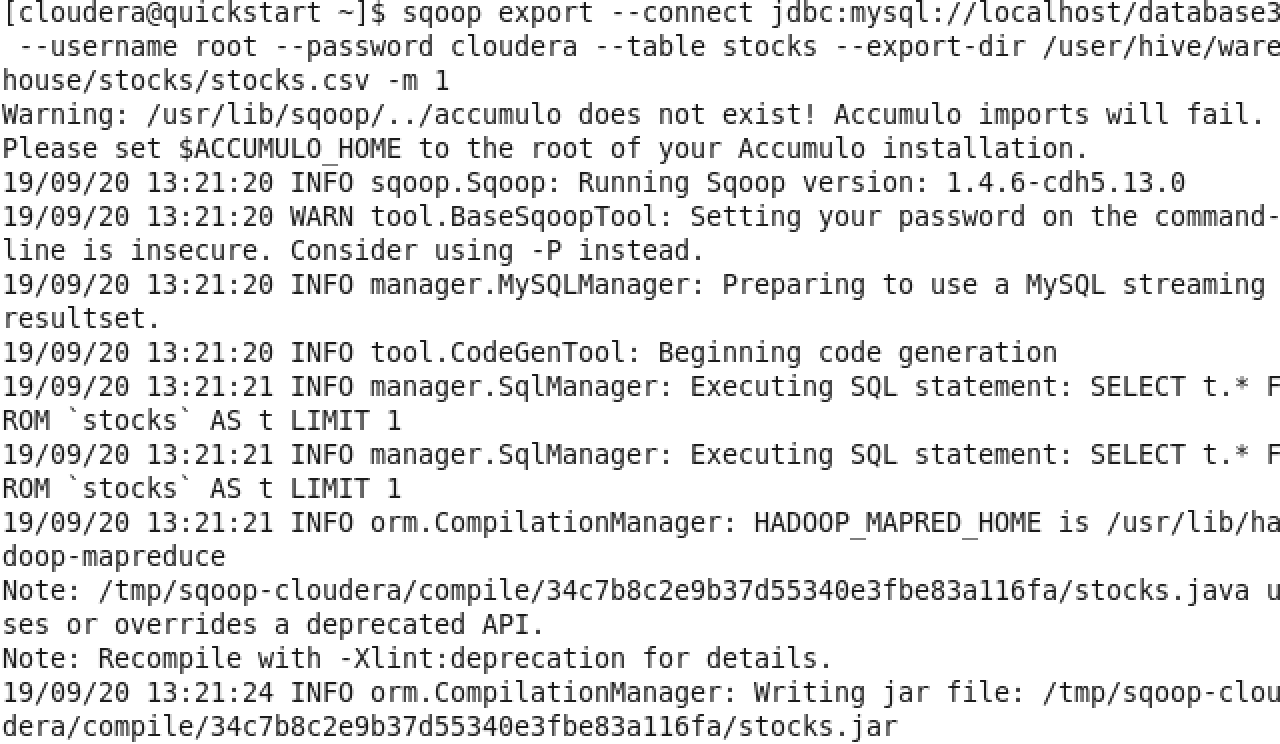 [cloudera@quickstart ~]$ sqoop export --connect jdbc:mysql://localhost/database3
 --username root --password cloudera --table stocks --export-dir /user/hive/ware
house/stocks/stocks.csv -m 1
Warning: /usr/lib/sqoop/../accumulo does not exist! Accumulo imports will fail.
Please set $ACCUMULO_HOME to the root of your Accumulo installation.
19/09/20 13:21:20 INFO sqoop.Sqoop: Running Sqoop version: 1.4.6-cdh5.13.0
19/09/20 13:21:20 WARN tool.BaseSqoopTool: Setting your password on the command-
line is insecure. Consider using -P instead.
19/09/20 13:21:20 INFO manager.MySQLManager: Preparing to use a MySQL streaming
resultset.
19/09/20 13:21:20 INFO tool.CodeGenTool: Beginning code generation
19/09/20 13:21:21 INFO manager.SqlManager: Executing SQL statement: SELECT t.* F
ROM `stocks` AS t LIMIT 1
19/09/20 13:21:21 INFO manager.SqlManager: Executing SQL statement: SELECT t.* F
ROM `stocks` AS t LIMIT 1
19/09/20 13:21:21 INFO orm.CompilationManager: HADOOP_MAPRED_HOME is /usr/lib/ha
doop-mapreduce
Note: /tmp/sqoop-cloudera/compile/34c7b8c2e9b37d55340e3fbe83a116fa/stocks.java u
ses or overrides a deprecated API.
Note: Recompile with -Xlint:deprecation for details.
19/09/20 13:21:24 INFO orm.CompilationManager: Writing jar file: /tmp/sqoop-clou
dera/compile/34c7b8c2e9b37d55340e3fbe83a116fa/stocks.jar